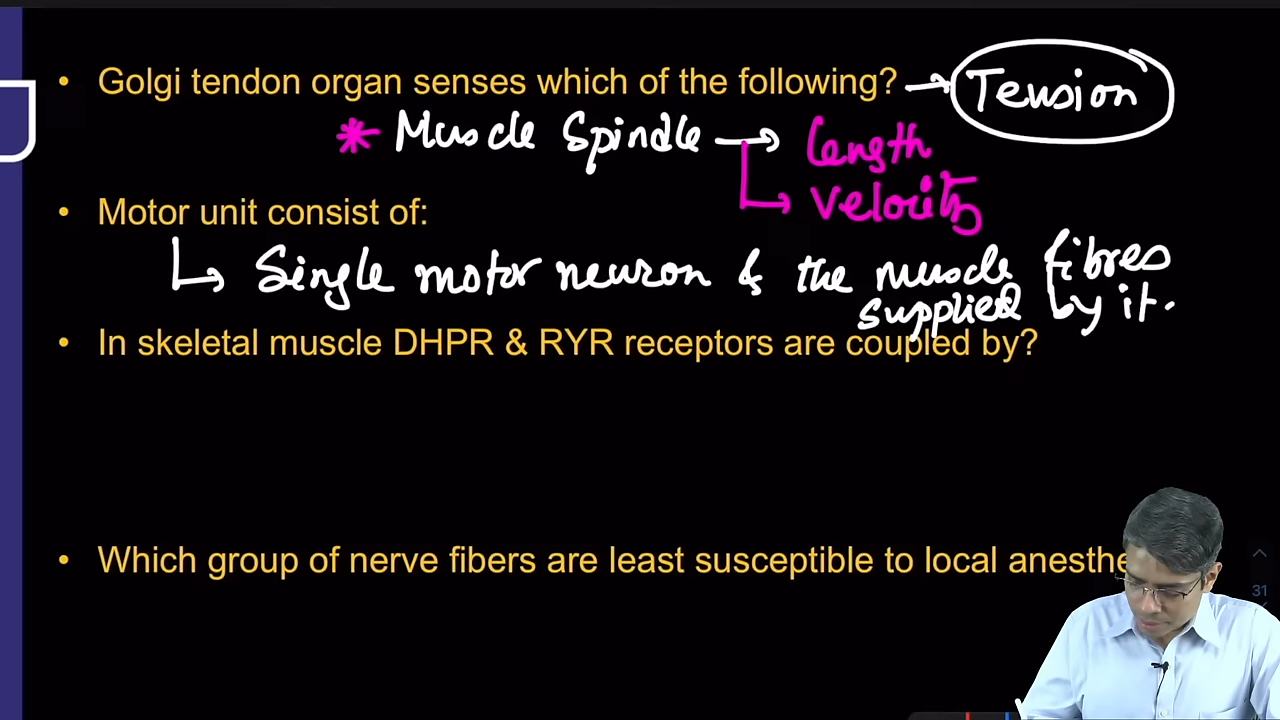 • Golgi tendon organ senses which of the following? → Tension
* Muscle Spindle → length
→ Velocity
• Motor unit consist of:
↳ Single motor neuron & the muscle fibres
supplied by it.
• In skeletal muscle DHPR & RYR receptors are coupled by?
• Which group of nerve fibers are least susceptible to local
31